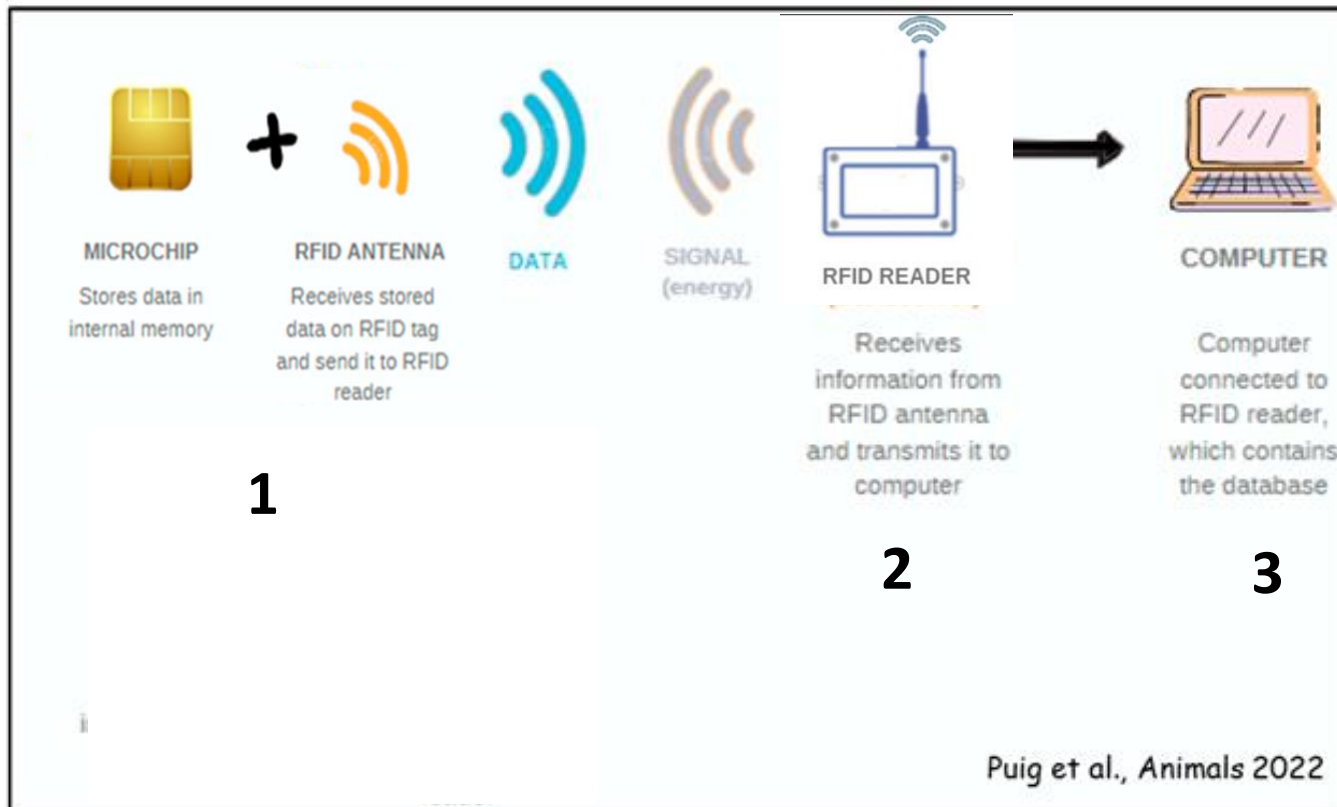 MICROCHIP
Stores data in
internal memory
RFID ANTENNA
Receives stored
data on RFID tag
and send it to RFID
reader
DATA
SIGNAL
(energy)
RFID READER
Receives
information from
RFID antenna
and transmits it to
computer
COMPUTER
Computer
connected to
RFID reader,
which contains
the database
1
2
3
Puig et al., Animals 2022